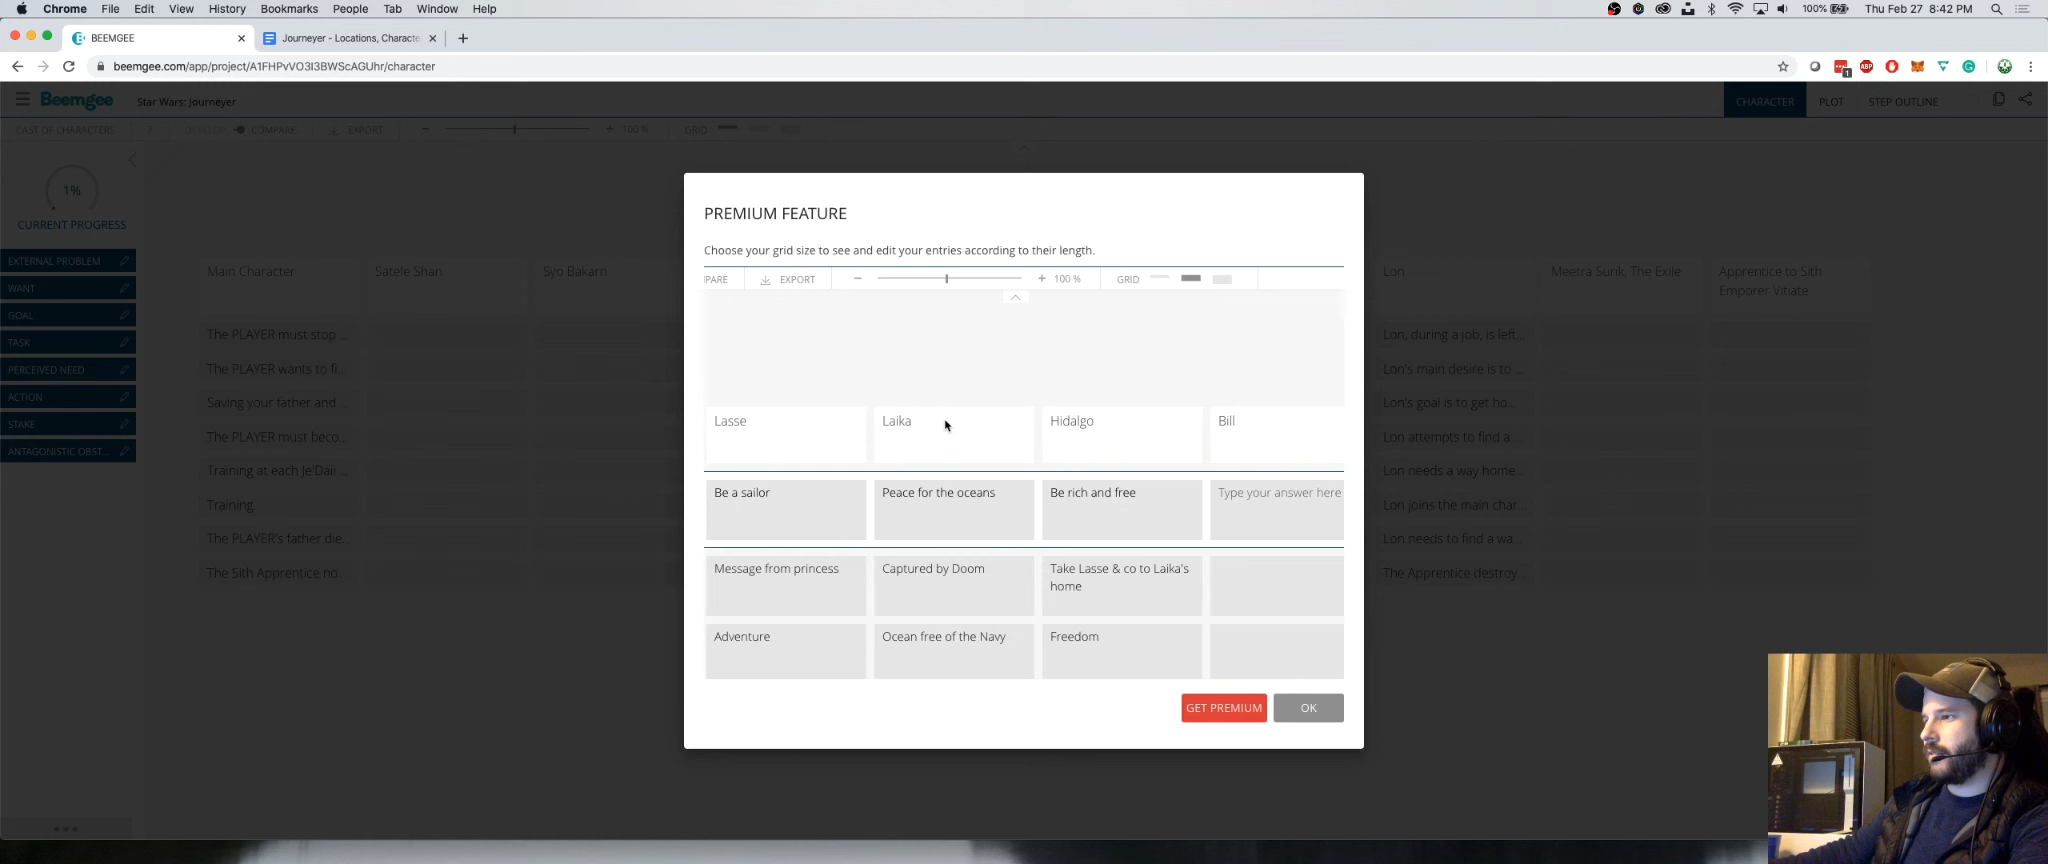 Chrome File Edit View History Bookmarks People Tab Window Help
100%
Thu Feb 27 8:42 PM
BEEMGEE
Journeyer - Locations, Characte
beemgee.com/app/project/A1FHPvVO3I3BWScAGUhr/character
ABP
1
Beemgee
Star Wars: Journeyer
CHARACTER
PLOT
STEP OUTLINE
CAST OF CHARACTERS
?
DEVELOP
COMPARE
EXPORT
− + 100 %
GRID
1%
CURRENT PROGRESS
EXTERNAL PROBLEM
WANT
GOAL
TASK
PERCEIVED NEED
ACTION
STAKE
ANTAGONISTIC OBST...
Main Character
Satele Shan
Syo Bakarn
The PLAYER must stop ...
The PLAYER wants to fi...
Saving your father and ...
The PLAYER must beco...
Training at each Je'Daii ...
Training
The PLAYER's father die...
The Sith Apprentice no...
PREMIUM FEATURE
Choose your grid size to see and edit your entries according to their length.
IPARE
EXPORT
− + 100 %
GRID
Lasse
Laika
Hidalgo
Bill
Be a sailor
Peace for the oceans
Be rich and free
Type your answer here
Message from princess
Captured by Doom
Take Lasse & co to Laika's
home
Adventure
Ocean free of the Navy
Freedom
GET PREMIUM
OK
Lon
Meetra Surik, The Exile
Apprentice to Sith
Emporer Vitiate
Lon, during a job, is left...
Lon's main desire is to ...
Lon's goal is to get ho...
Lon attempts to find a ...
Lon needs a way home...
Lon joins the main char...
Lon needs to find a wa...
The Apprentice destroy...